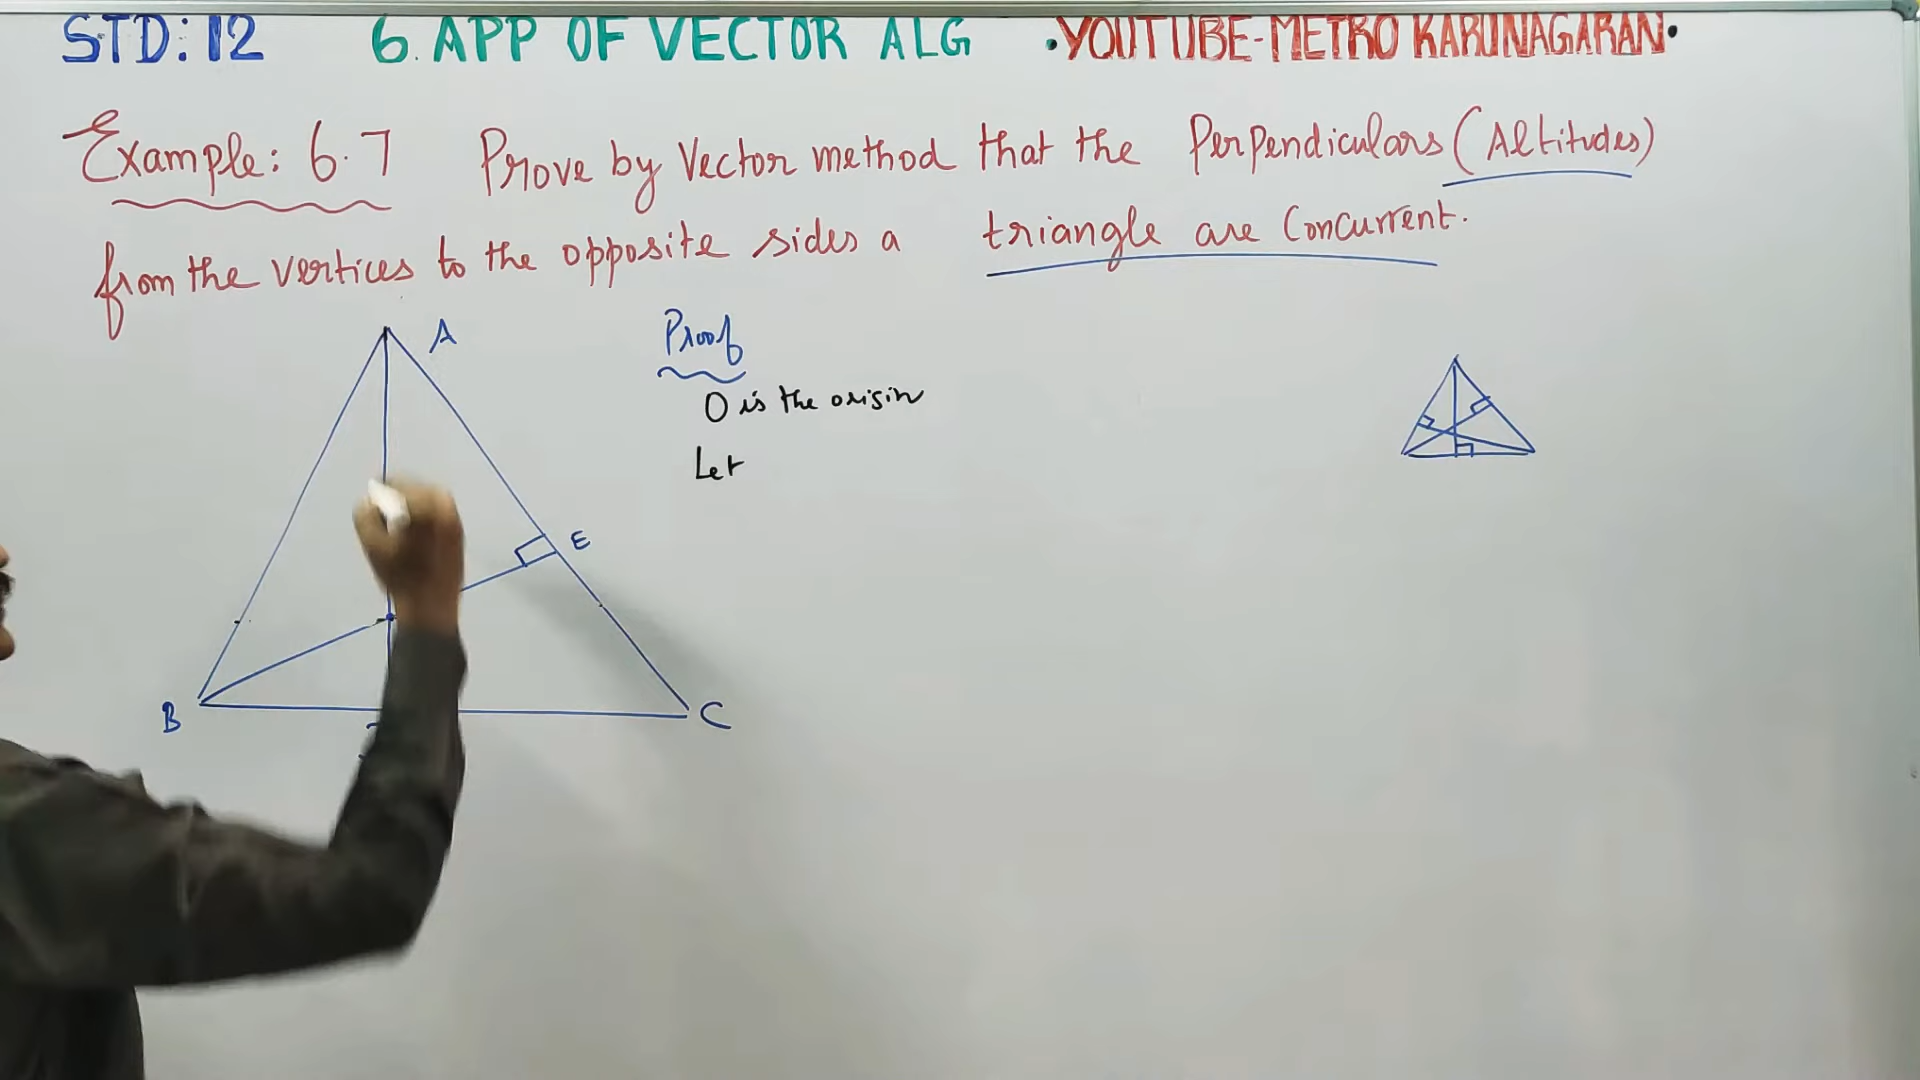 STD: 12 6. APP OF VECTOR ALG •YOUTUBE-METRO KARUNAGARAN•
Example: 6.7 Prove by Vector method that the Perpendiculars (Altitudes)
from the vertices to the opposite sides a triangle are Concurrent.
A
Proof
O is the origin
Let
E
B
C